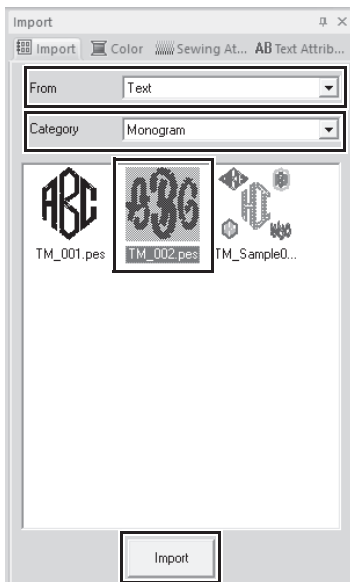 Import
Import Color Sewing At... AB Text Attrib...
From Text
Category Monogram
ABC
TM_001.pes TM_002.pes TM_Sample0...
Import